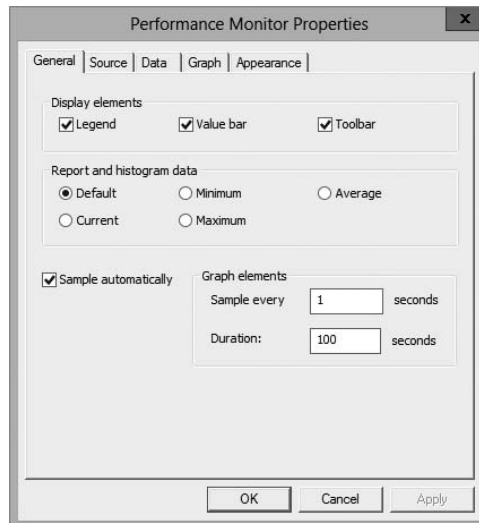 Performance Monitor Properties
x
General Source Data Graph Appearance
Display elements
Legend Value bar Toolbar
Report and histogram data
Default Minimum Average
Current Maximum
Sample automatically
Graph elements
Sample every 1 seconds
Duration: 100 seconds
OK Cancel Apply